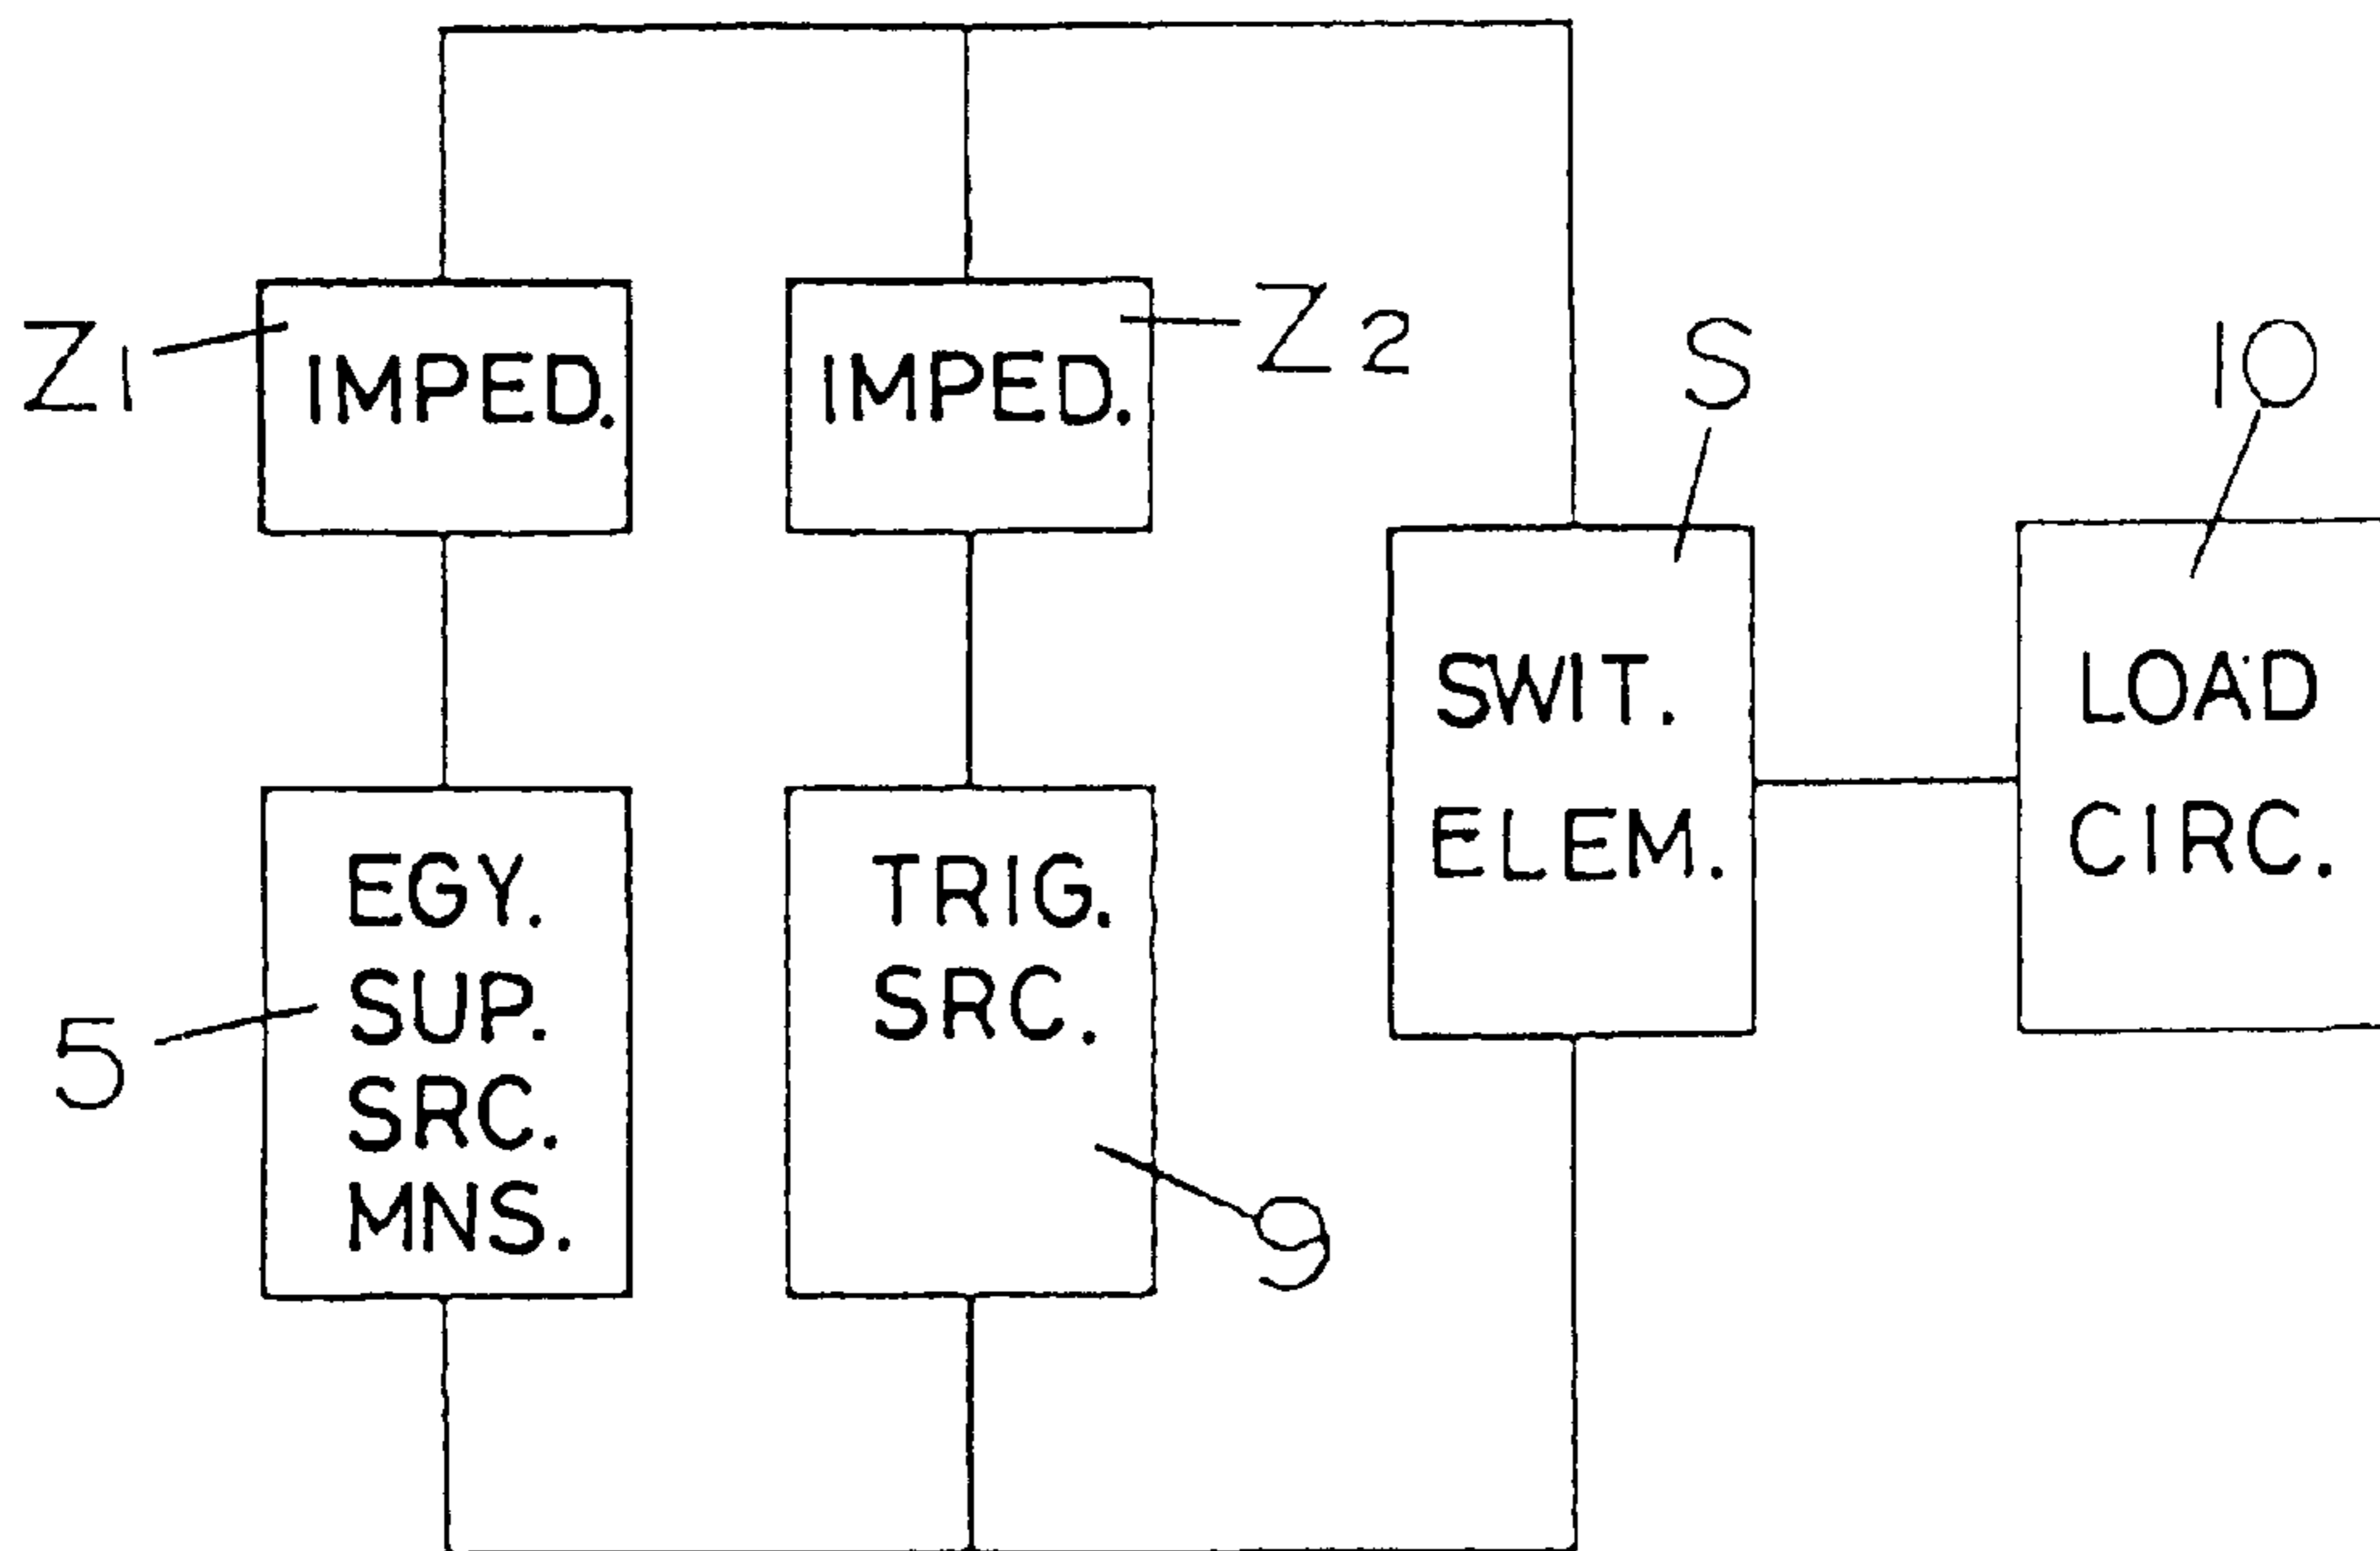 Z1
IMPED.
IMPED.
Z2
S
10
SWIT.
ELEM.
LOAD
CIRC.
5
EGY.
SUP.
SRC.
MNS.
TRIG.
SRC.
9